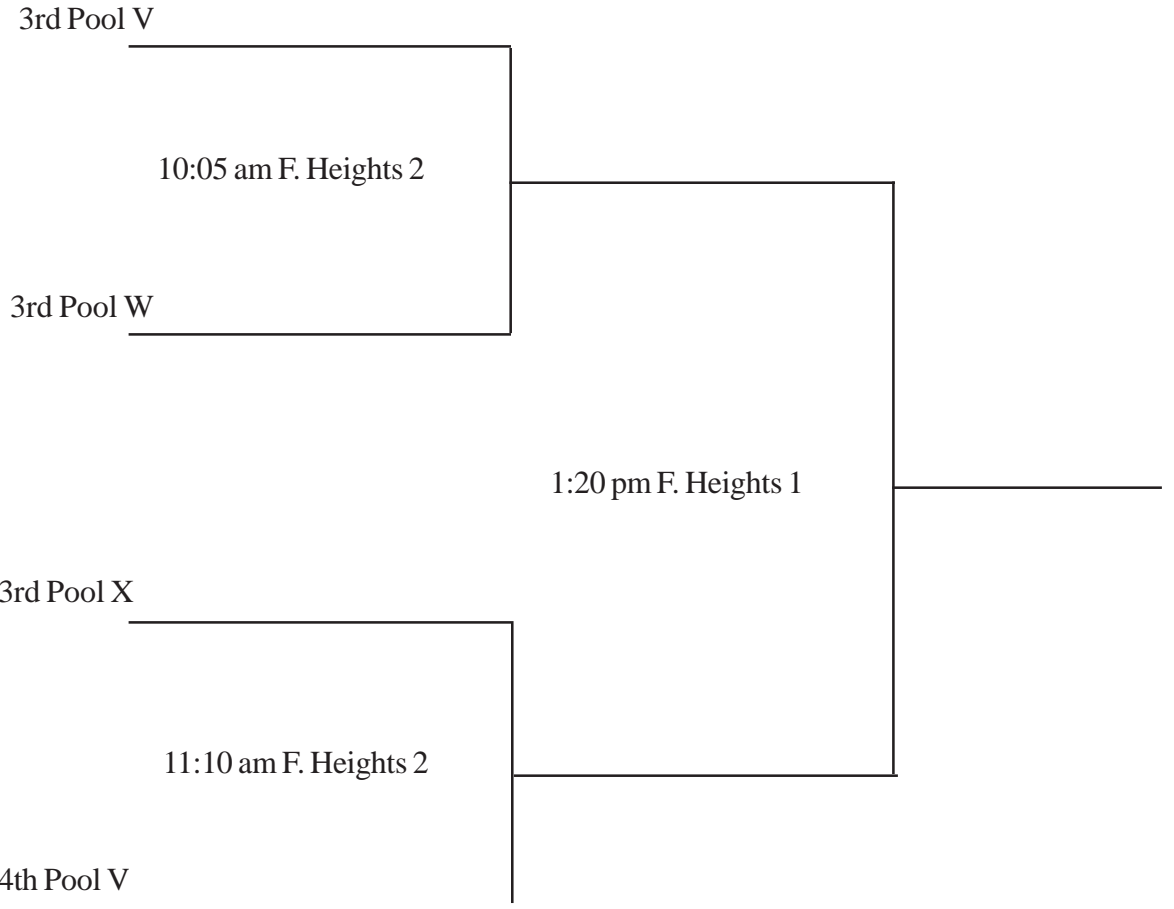 3rd Pool V
10:05 am F. Heights 2
3rd Pool W
1:20 pm F. Heights 1
3rd Pool X
11:10 am F. Heights 2
4th Pool V